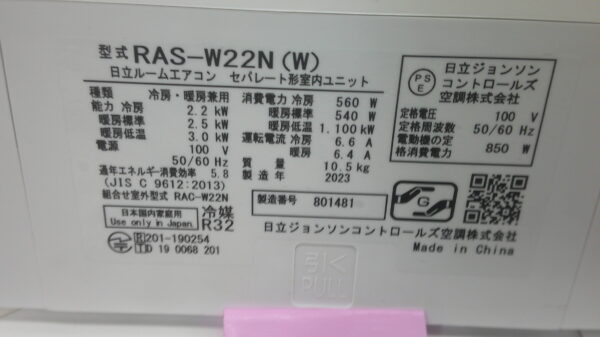 型式 RAS-W22N (W)
日立ルームエアコン セパレート形室内ユニット
種類 冷房・暖房兼用
能力 冷房 2.2 kW
暖房標準 2.5 kW
暖房低温 3.0 kW
電源 100 V
50/60 Hz
通年エネルギー消費効率 5.8
(JIS C 9612:2013)
組合せ室外型式 RAC-W22N
消費電力 冷房 560 W
暖房標準 540 W
暖房低温 1.100 kW
運転電流 冷房 6.6 A
暖房 6.4 A
質量 10.5kg
製造年 2023
製造番号 801481
日本国内家庭用
Use only in Japan
冷媒
R32
R 201-190254
D 19 0068 201
PS
E
日立ジョンソン
コントロールズ
空調株式会社
定格電圧 100 V
定格周波数 50/60 Hz
電動機の定
格消費電力 850 W
G
日立ジョンソンコントロールズ空調株式会社
Made in China
引く
PULL